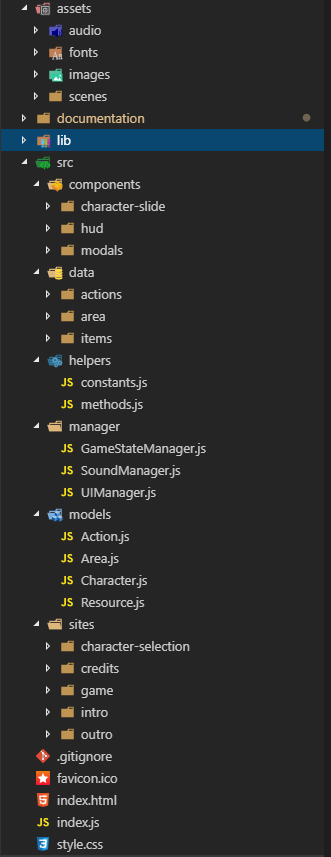 assets
audio
fonts
images
scenes
documentation
lib
src
components
character-slide
hud
modals
data
actions
area
items
helpers
JS constants.js
JS methods.js
manager
JS GameStateManager.js
JS SoundManager.js
JS UIManager.js
models
JS Action.js
JS Area.js
JS Character.js
JS Resource.js
sites
character-selection
credits
game
intro
outro
.gitignore
favicon.ico
index.html
JS index.js
style.css